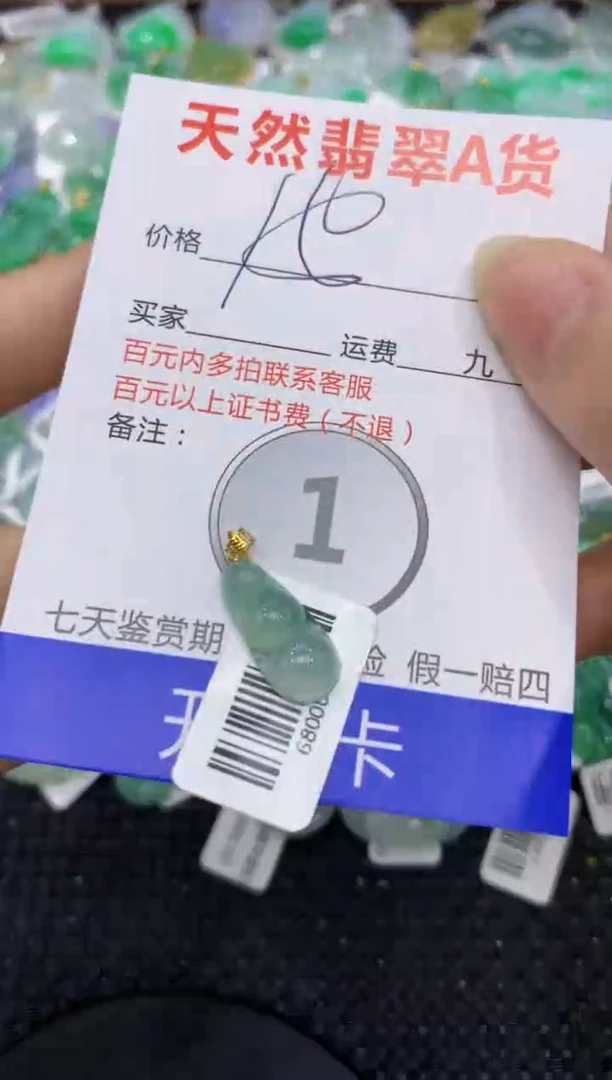 天然翡翠A货
价格
买家 运费 九
百元内多拍联系客服
百元以上证书费（不退）
备注：
1
七天鉴赏期 验 假一赔四
卡